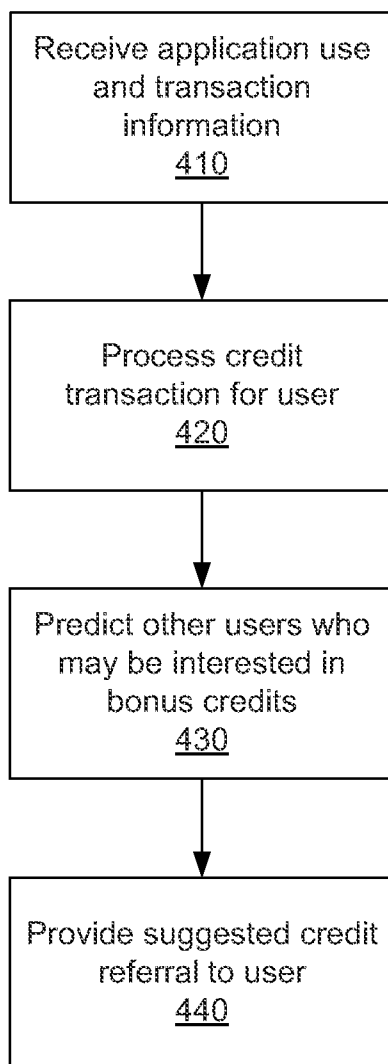 Receive application use
and transaction
information
410
Process credit
transaction for user
420
Predict other users who
may be interested in
bonus credits
430
Provide suggested credit
referral to user
440